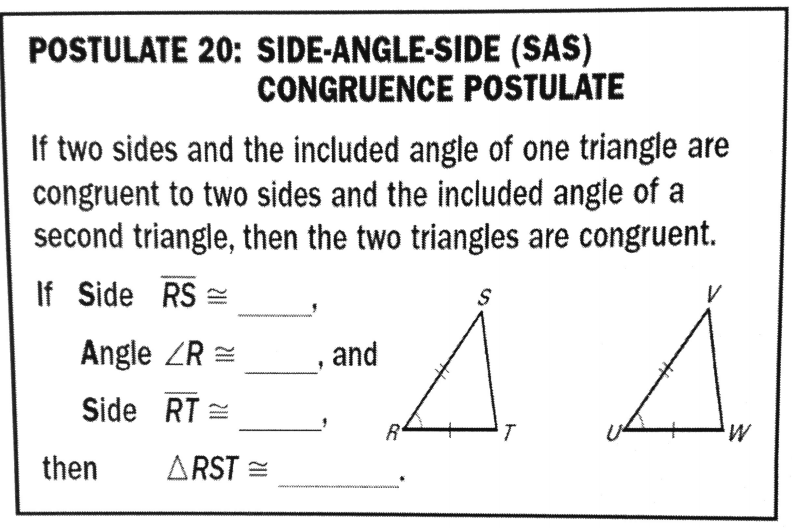 POSTULATE 20: SIDE-ANGLE-SIDE (SAS)
CONGRUENCE POSTULATE
If two sides and the included angle of one triangle are
congruent to two sides and the included angle of a
second triangle, then the two triangles are congruent.
If Side R̅S̅ ≅ ____,
Angle ∠R ≅ ____, and
Side R̅T̅ ≅ ____,
then △RST ≅ ______.
S
R
T
V
U
W